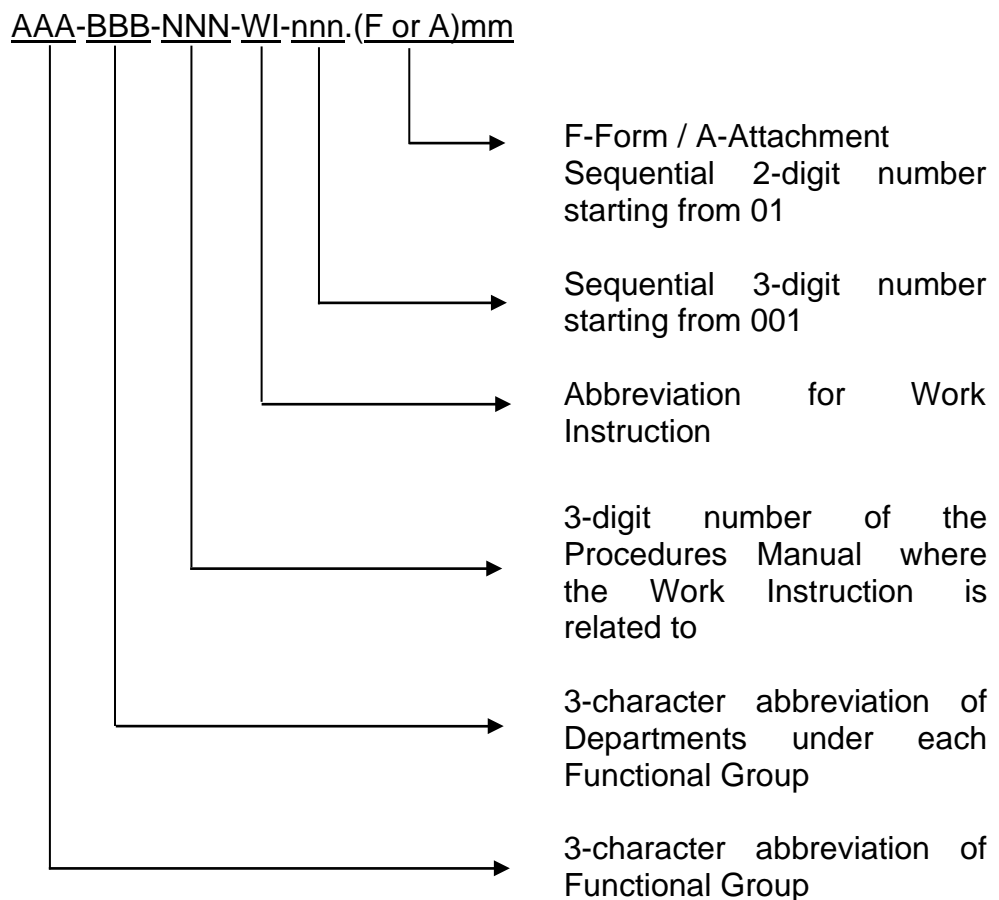 AAA-BBB-NNN-WI-nnn.(F or A)mm
F-Form / A-Attachment
Sequential 2-digit number
starting from 01
Sequential 3-digit number
starting from 001
Abbreviation for Work
Instruction
3-digit number of the
Procedures Manual where
the Work Instruction is
related to
3-character abbreviation of
Departments under each
Functional Group
3-character abbreviation of
Functional Group